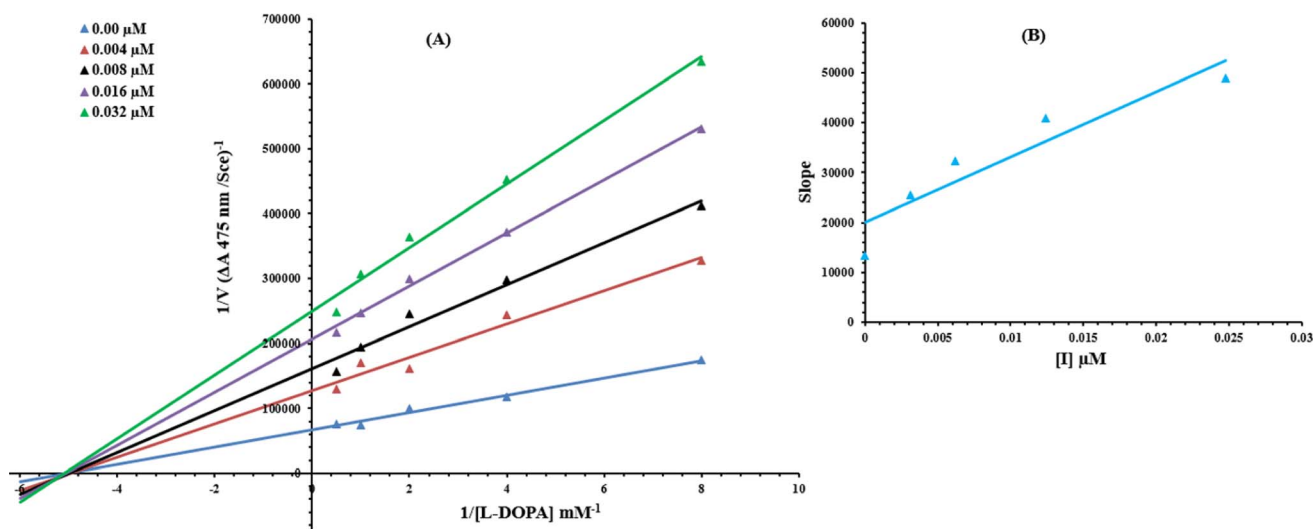 0.00 µM
0.004 µM
0.008 µM
0.016 µM
0.032 µM
(A)
1/V (ΔA 475 nm /Sce)-1
700000
600000
500000
400000
300000
200000
100000
0
-6 -4 -2 0 2 4 6 8 10
1/[L-DOPA] mM-1
(B)
Slope
60000
50000
40000
30000
20000
10000
0
0 0.005 0.01 0.015 0.02 0.025 0.03
[I] µM